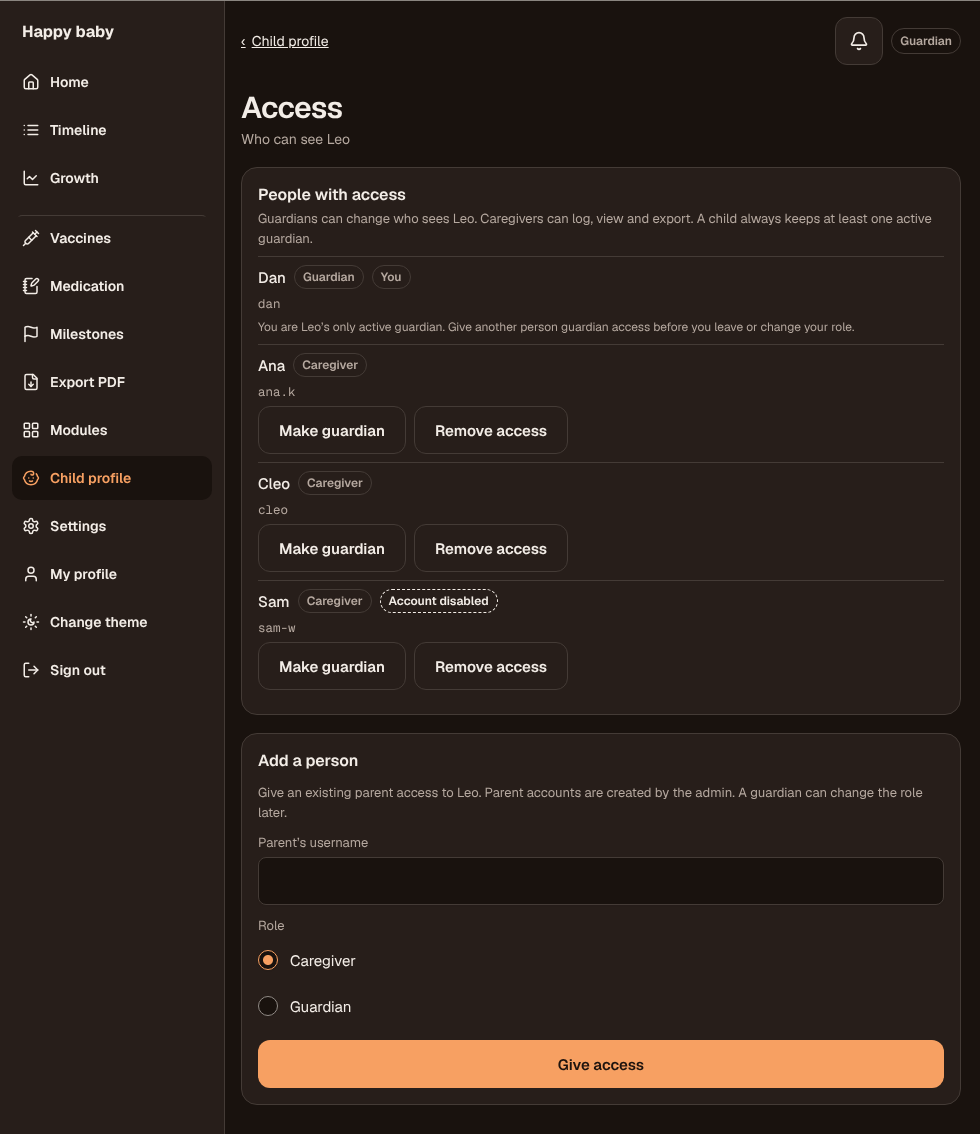 Happy baby
Home
Timeline
Growth
Vaccines
Medication
Milestones
Export PDF
Modules
Child profile
Settings
My profile
Change theme
Sign out
‹ Child profile
Guardian
Access
Who can see Leo
People with access
Guardians can change who sees Leo. Caregivers can log, view and export. A child always keeps at least one active
guardian.
Dan Guardian You
dan
You are Leo’s only active guardian. Give another person guardian access before you leave or change your role.
Ana Caregiver
ana.k
Make guardian Remove access
Cleo Caregiver
cleo
Make guardian Remove access
Sam Caregiver Account disabled
sam-w
Make guardian Remove access
Add a person
Give an existing parent access to Leo. Parent accounts are created by the admin. A guardian can change the role
later.
Parent’s username
Role
Caregiver
Guardian
Give access